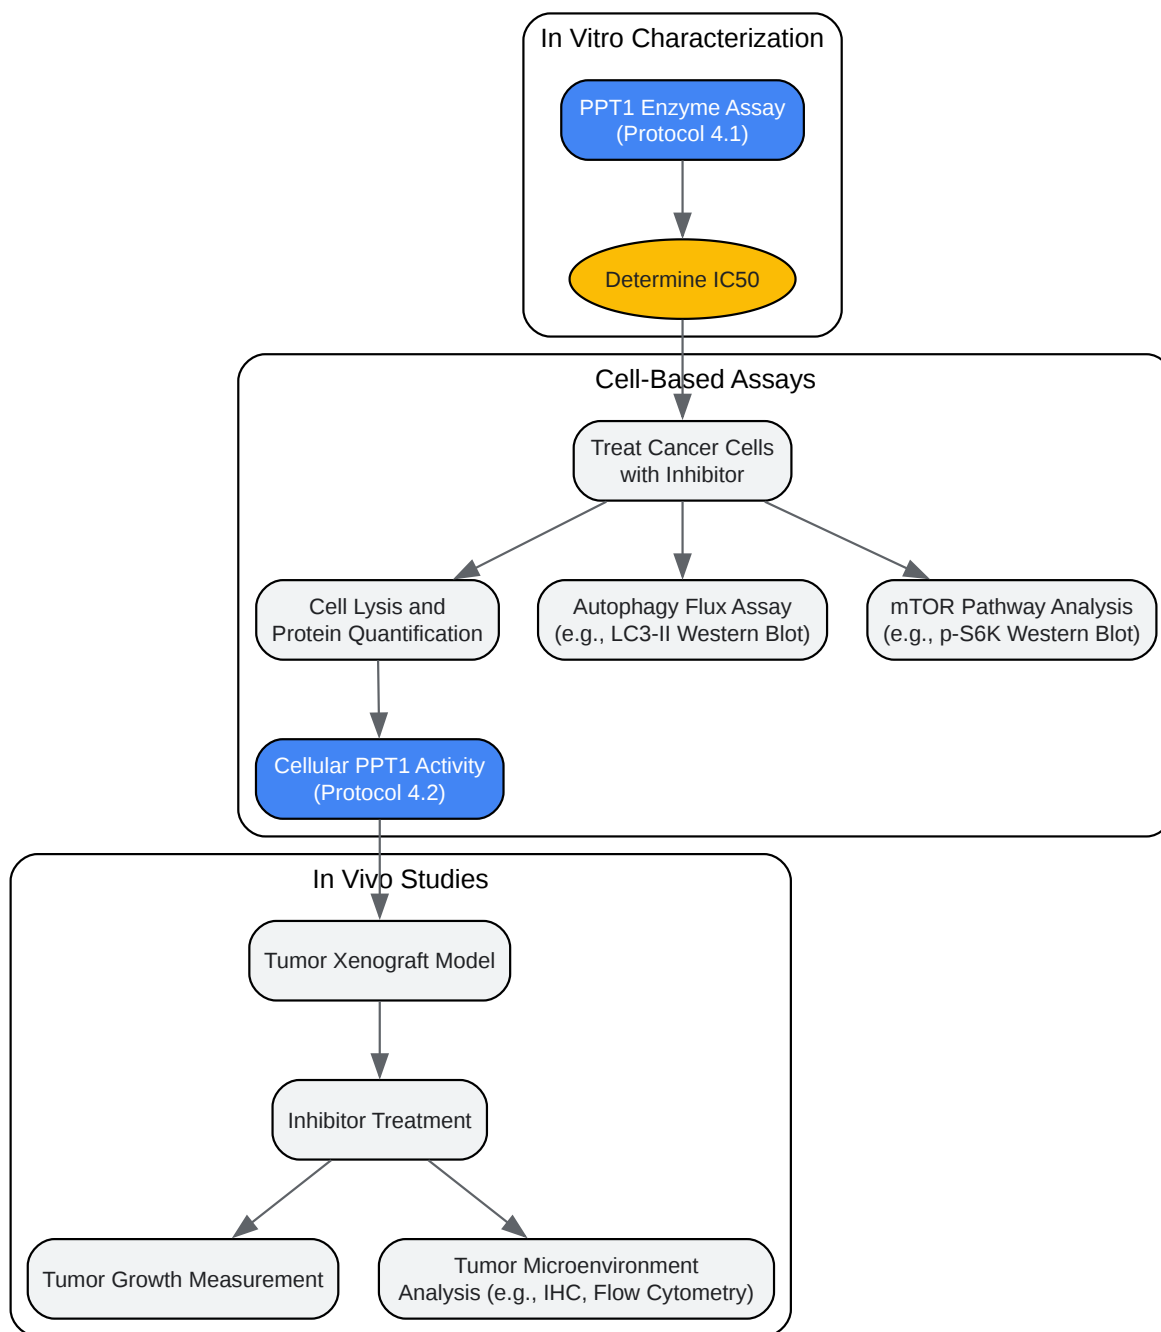 In Vitro Characterization
PPT1 Enzyme Assay
(Protocol 4.1)
Determine IC50
Cell-Based Assays
Treat Cancer Cells
with Inhibitor
Cell Lysis and
Protein Quantification
Autophagy Flux Assay
(e.g., LC3-II Western Blot)
mTOR Pathway Analysis
(e.g., p-S6K Western Blot)
Cellular PPT1 Activity
(Protocol 4.2)
In Vivo Studies
Tumor Xenograft Model
Inhibitor Treatment
Tumor Growth Measurement
Tumor Microenvironment
Analysis (e.g., IHC, Flow Cytometry)